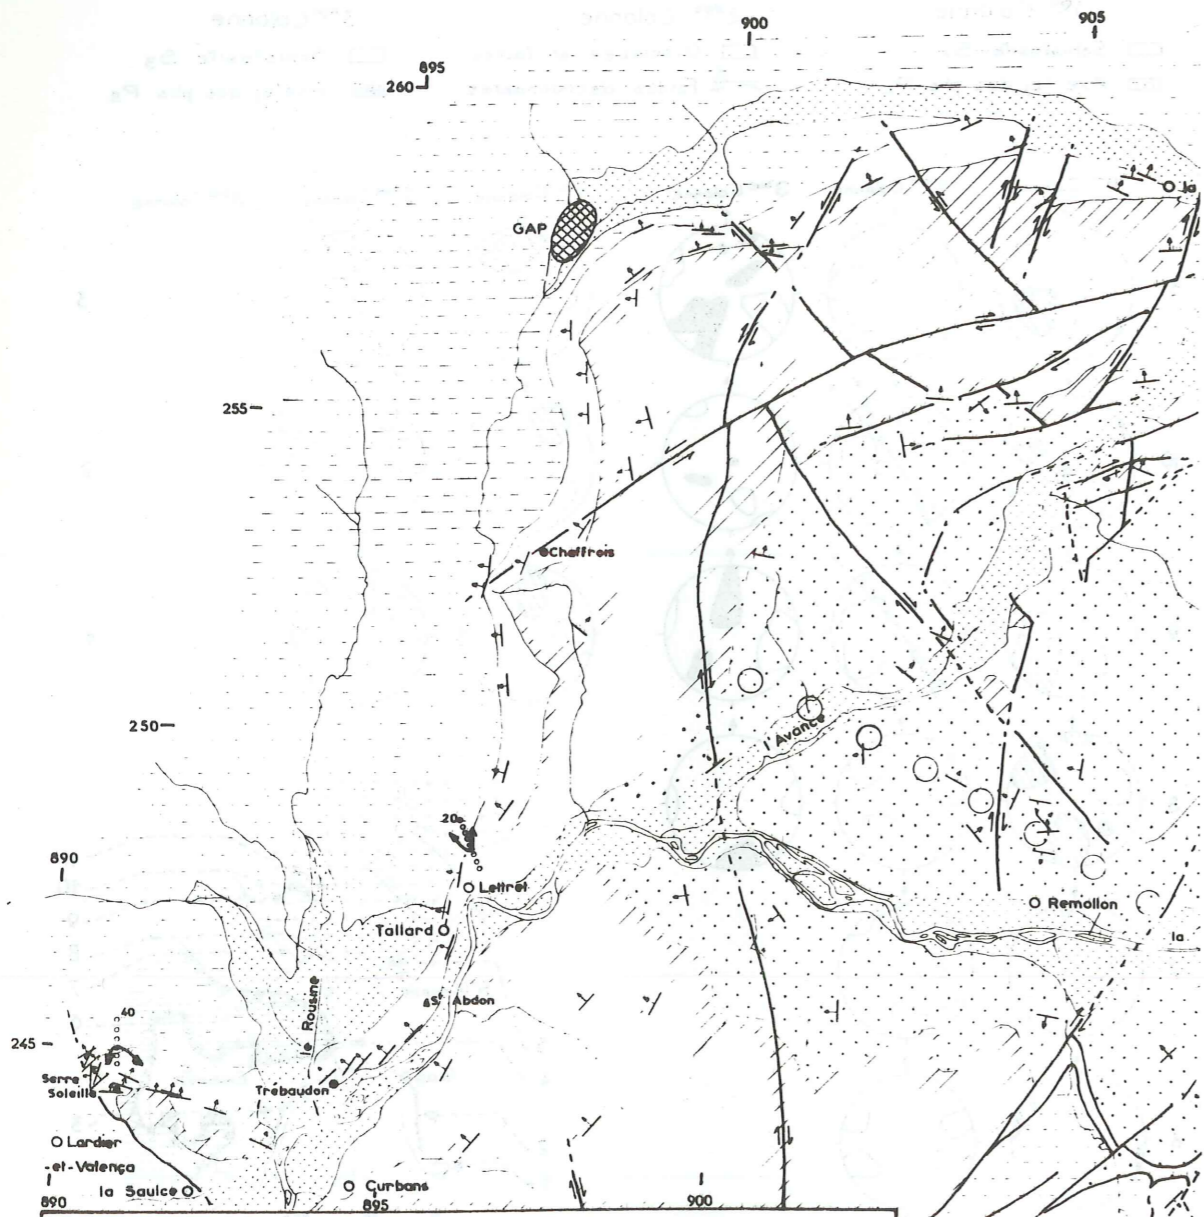 900
905
895
260
GAP
la
255
Cheffrois
250
l'Avance
20
890
Lettret
Tallard
Remollon
la
St Abdon
le Rousine
40
245
Serre
Soleille
Trébaudon
Lardier
-et-Valença
la Saulce
Curbans
890
895
900